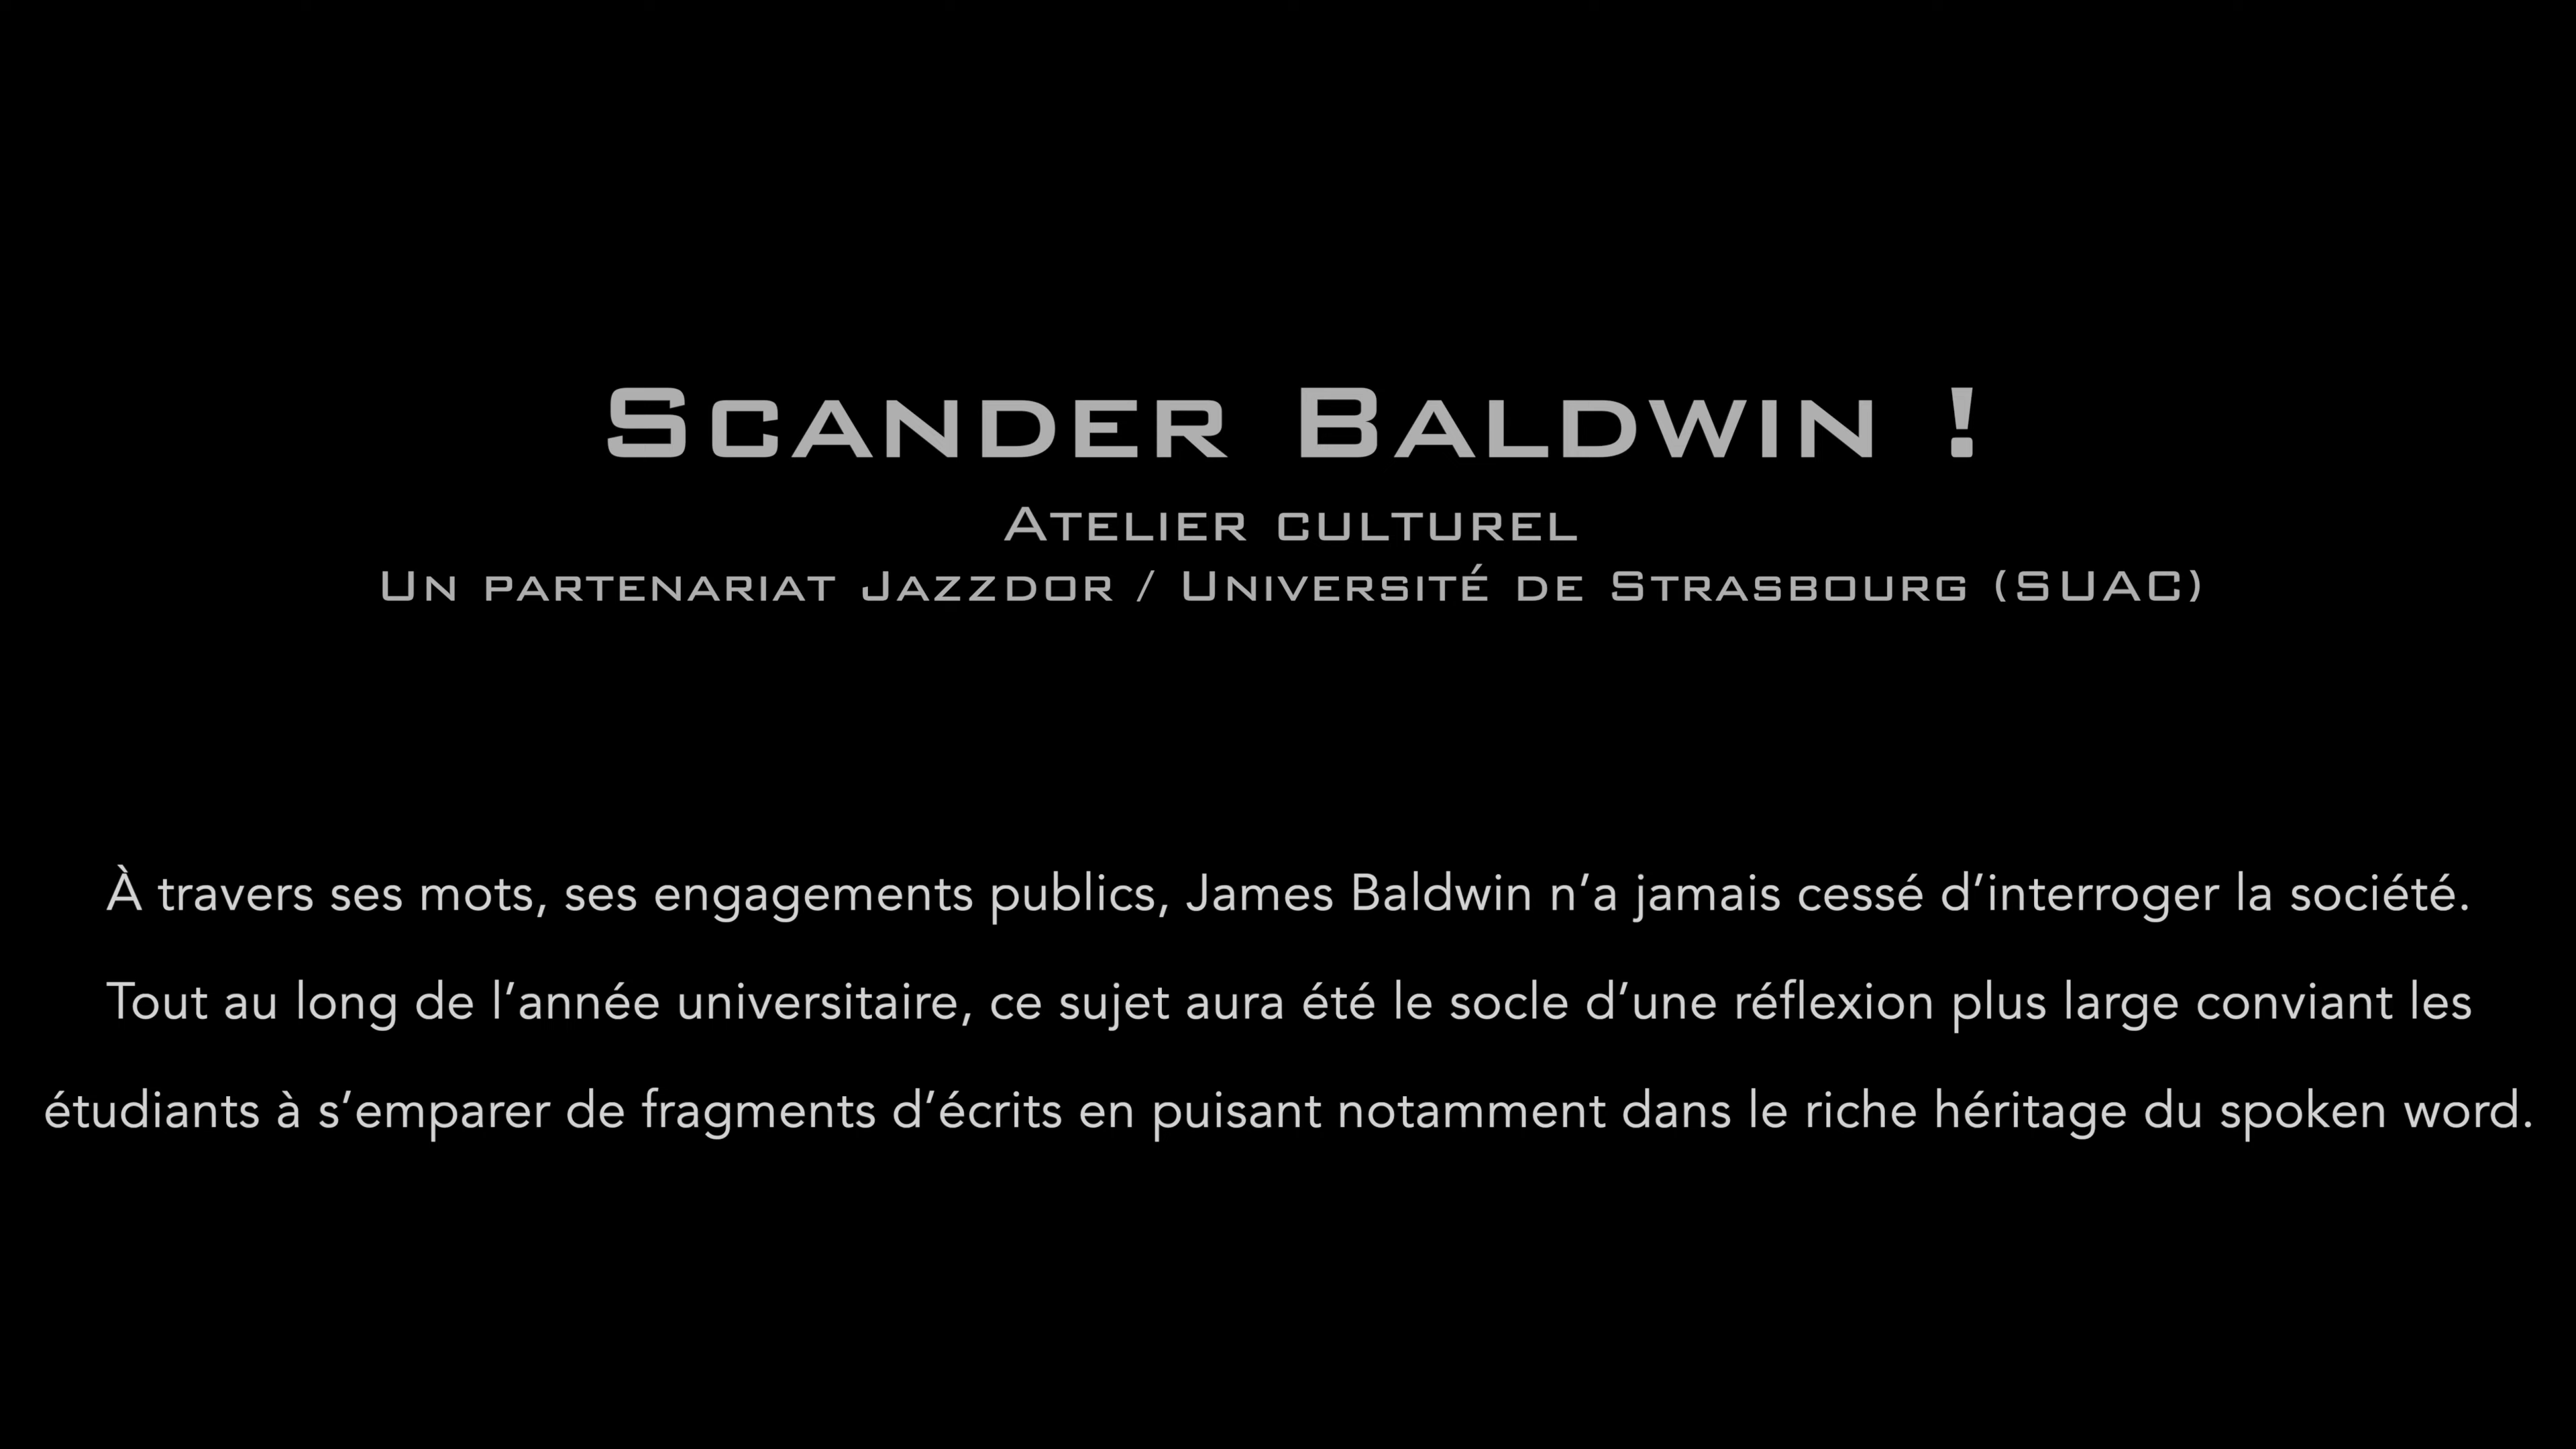 Scander Baldwin !
Atelier culturel
Un partenariat Jazzdor / Université de Strasbourg (SUAC)
À travers ses mots, ses engagements publics, James Baldwin n’a jamais cessé d’interroger la société.
Tout au long de l’année universitaire, ce sujet aura été le socle d’une réflexion plus large conviant les
étudiants à s’emparer de fragments d’écrits en puisant notamment dans le riche héritage du spoken word.